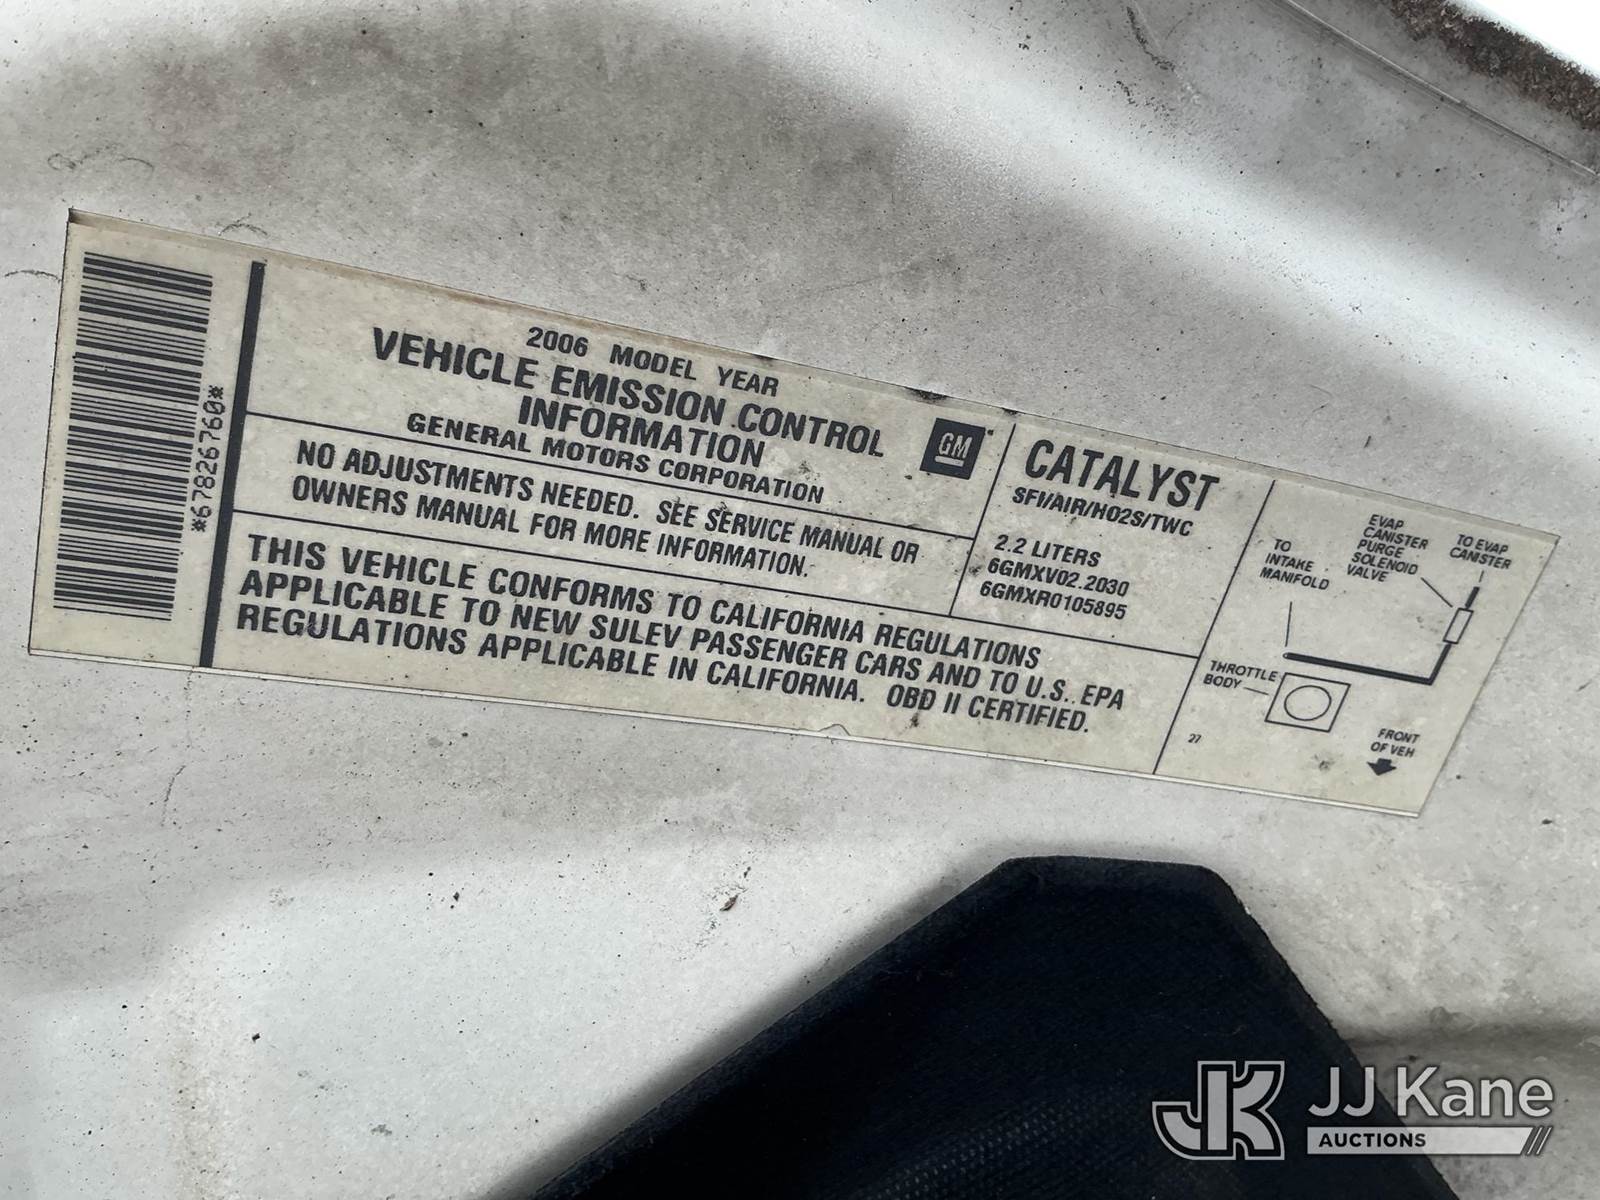 *67826760*
2006 MODEL YEAR
VEHICLE EMISSION CONTROL
INFORMATION
GENERAL MOTORS CORPORATION
GM
NO ADJUSTMENTS NEEDED. SEE SERVICE MANUAL OR
OWNERS MANUAL FOR MORE INFORMATION.
THIS VEHICLE CONFORMS TO CALIFORNIA REGULATIONS
APPLICABLE TO NEW SULEV PASSENGER CARS AND TO U.S. EPA
REGULATIONS APPLICABLE IN CALIFORNIA. OBD II CERTIFIED.
CATALYST
SFI/AIR/HO2S/TWC
2.2 LITERS
6GMXV02.2030
6GMXR0105895
TO
INTAKE
MANIFOLD
EVAP
CANISTER
PURGE
SOLENOID
VALVE
TO EVAP
CANISTER
THROTTLE
BODY
27
FRONT
OF VEH
JK
JJ Kane
AUCTIONS